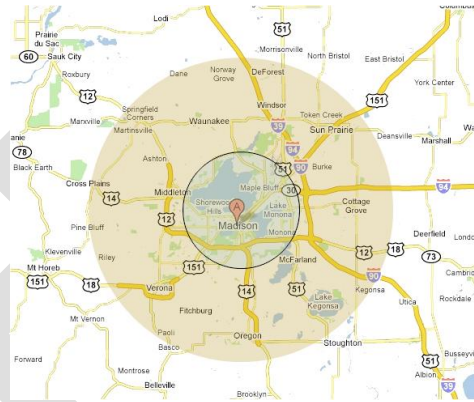 Lodi
Prairie
du Sac
51
60
Sauk City
Morrisonville
North Bristol
East Bristol
Roxbury
Dane
Norway
Grove
DeForest
12
151
York Center
Springfield
Corners
Windsor
Marxville
Martinsville
Waunakee
39
Token Creek
Sun Prairie
Deansville
Marshall
78
94
Ashton
51
90
Burke
Black Earth
Cross Plains
Middleton
Maple Bluff
30
94
14
Shorewood
Hills
Lake
Monona
Cottage
Grove
A
12
Madison
Monona
Pine Bluff
Deerfield
18
12
73
Klevenville
Riley
McFarland
Mt Horeb
151
90
151
18
Verona
14
51
Kegonsa
Lake
Kegonsa
Rockdale
Utica
Mt Vernon
Fitchburg
Paoli
Oregon
Stoughton
Basco
Forward
Montrose
51
Albion
Belleville
39
Brooklyn